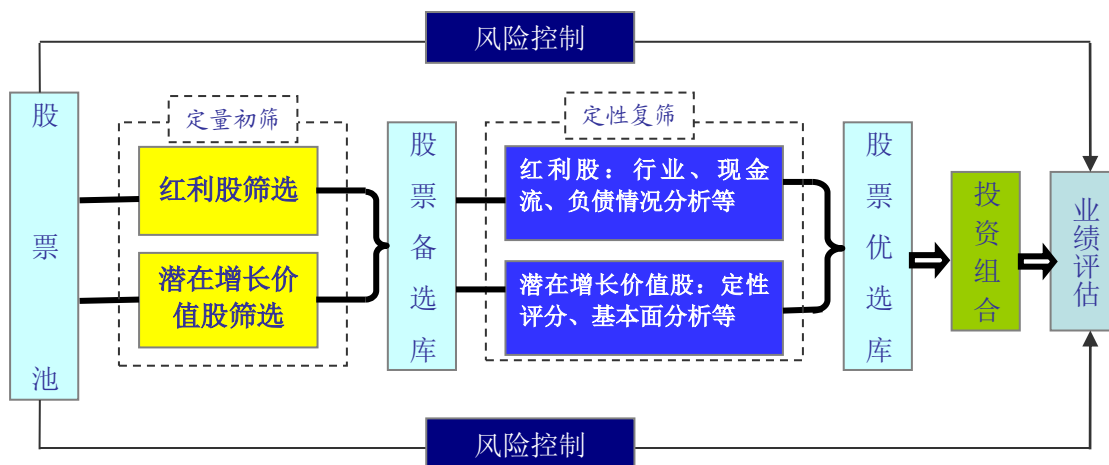 风险控制
股票池
定量初筛
红利股筛选
潜在增长价
值股筛选
股票备选库
定性复筛
红利股：行业、现金
流、负债情况分析等
潜在增长价值股：定性
评分、基本面分析等
股票优选库
投资组合
业绩评估
风险控制